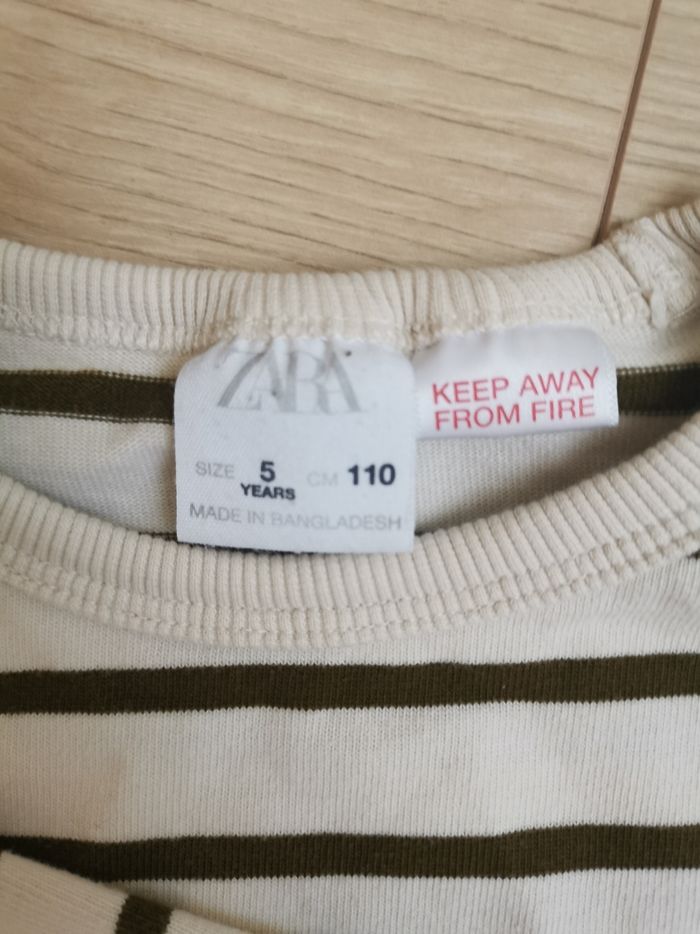 ZARA
SIZE 5 YEARS CM 110
MADE IN BANGLADESH
KEEP AWAY
FROM FIRE